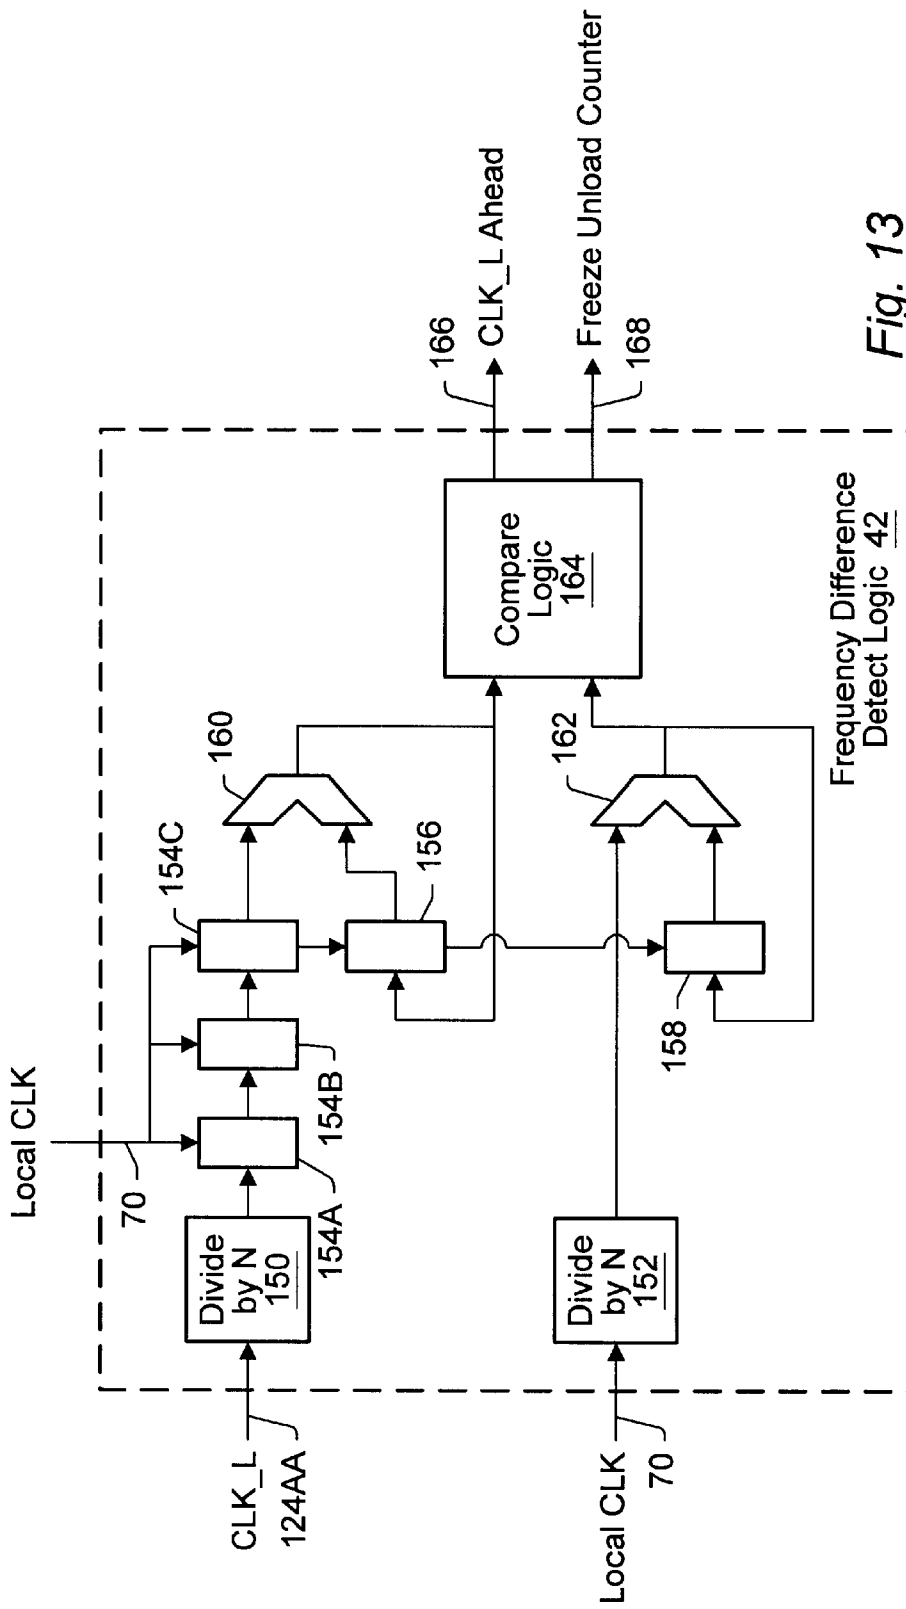 Local CLK
70
CLK_L
124AA
Divide
by N
150
154A
154B
154C
160
156
Local CLK
70
Divide
by N
152
158
162
Compare
Logic
164
166
CLK_L Ahead
Freeze Unload Counter
168
Frequency Difference
Detect Logic 42
Fig. 13